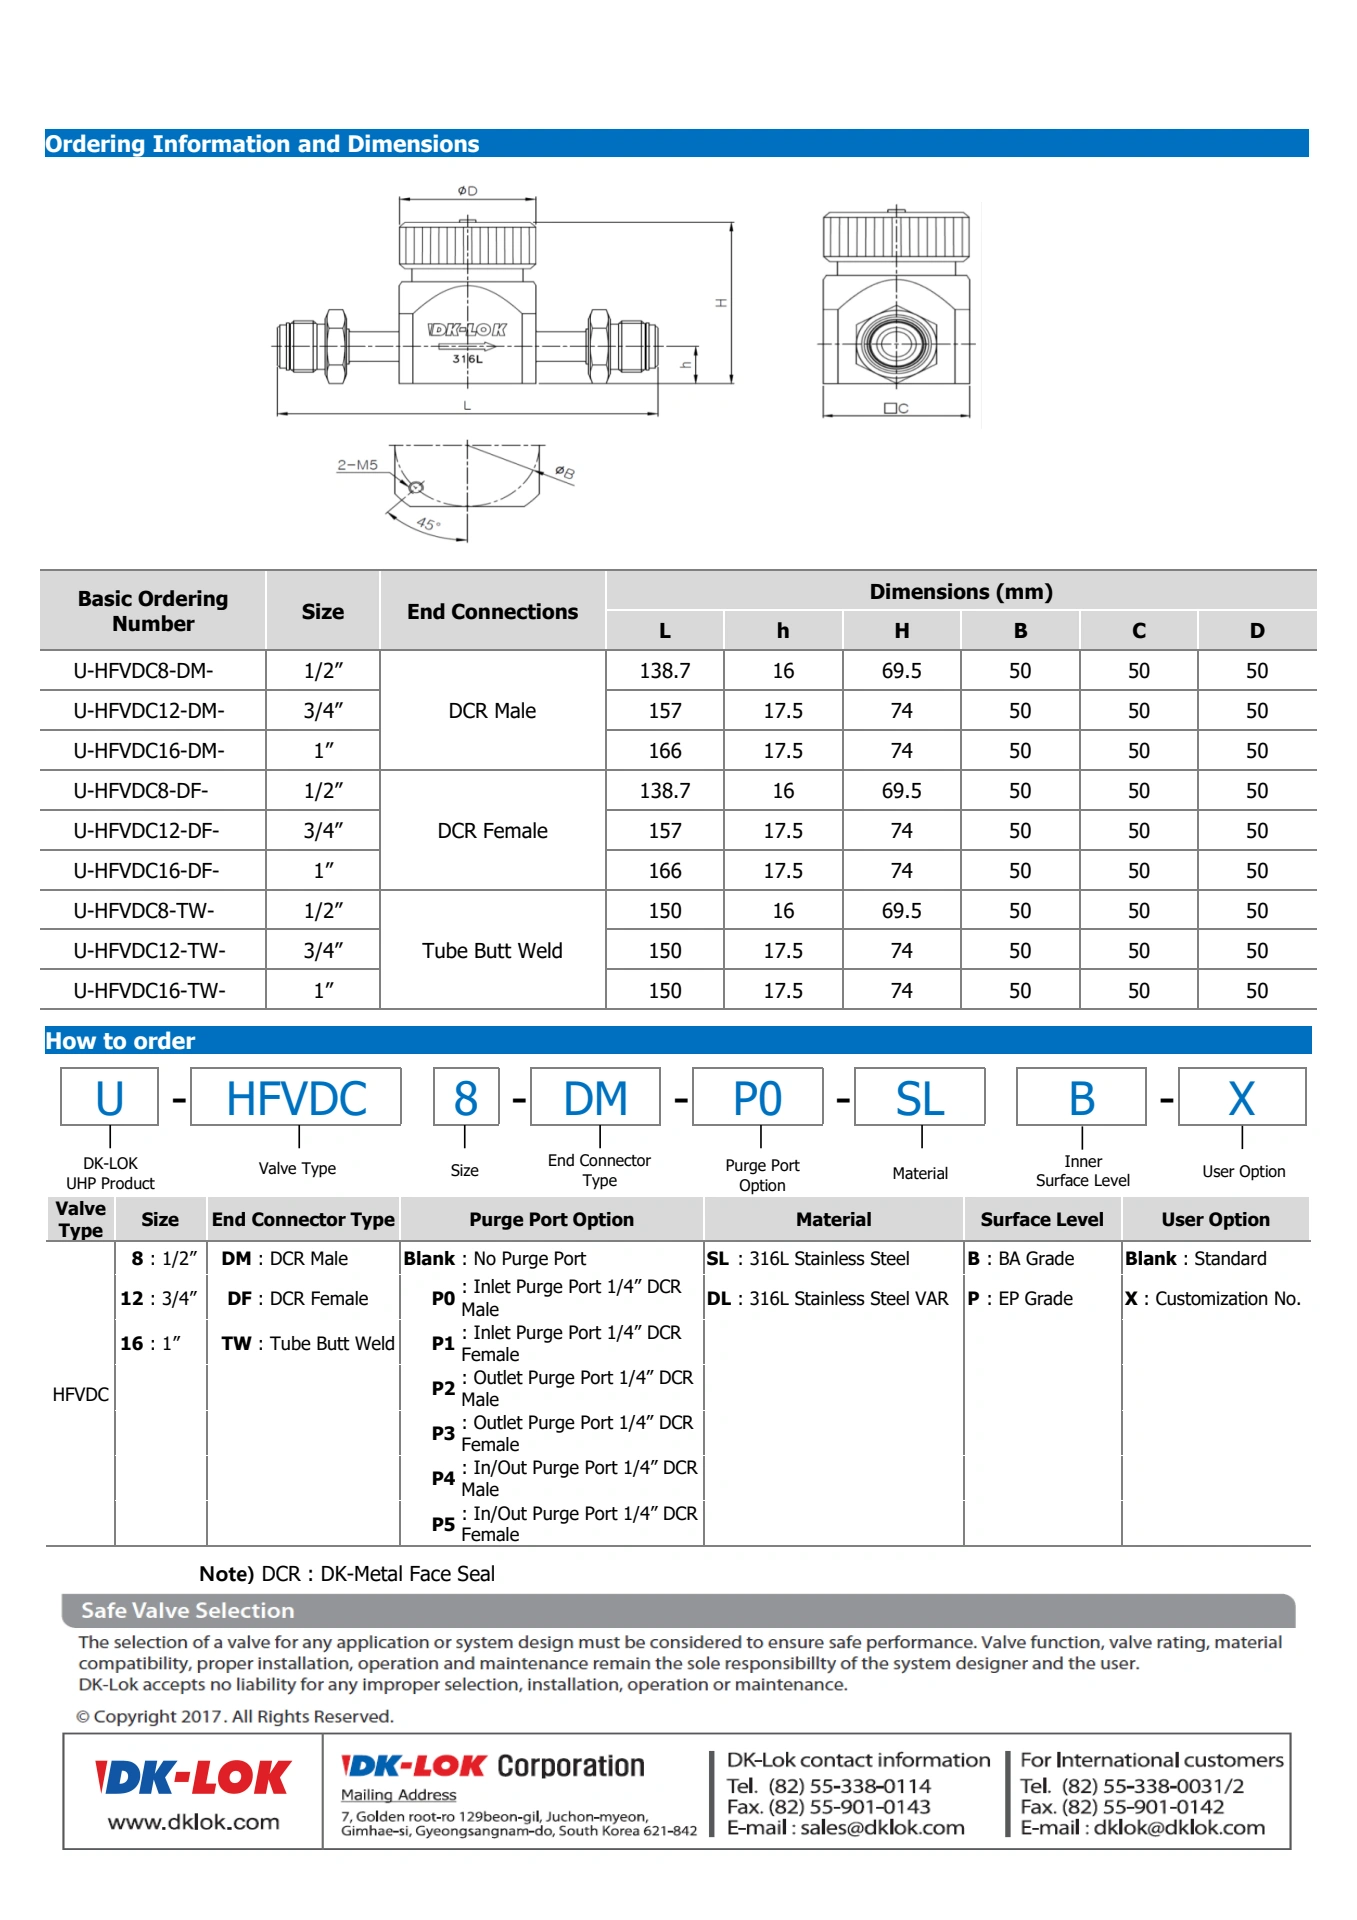 Ordering Information and Dimensions
øD
H
DK-LOK
316L
h
L
□C
2-M5
øB
45°
Basic Ordering Number Size End Connections Dimensions (mm)
L h H B C D
U-HFVDC8-DM- 1/2” DCR Male 138.7 16 69.5 50 50 50
U-HFVDC12-DM- 3/4” 157 17.5 74 50 50 50
U-HFVDC16-DM- 1” 166 17.5 74 50 50 50
U-HFVDC8-DF- 1/2” DCR Female 138.7 16 69.5 50 50 50
U-HFVDC12-DF- 3/4” 157 17.5 74 50 50 50
U-HFVDC16-DF- 1” 166 17.5 74 50 50 50
U-HFVDC8-TW- 1/2” Tube Butt Weld 150 16 69.5 50 50 50
U-HFVDC12-TW- 3/4” 150 17.5 74 50 50 50
U-HFVDC16-TW- 1” 150 17.5 74 50 50 50
How to order
U - HFVDC 8 - DM - P0 - SL B - X
DK-LOK UHP Product Valve Type Size End Connector Type Purge Port Option Material Inner Surface Level User Option
Valve Type Size End Connector Type Purge Port Option Material Surface Level User Option
HFVDC
8 : 1/2” DM : DCR Male Blank : No Purge Port SL : 316L Stainless Steel B : BA Grade Blank : Standard
12 : 3/4” DF : DCR Female P0 : Inlet Purge Port 1/4” DCR Male DL : 316L Stainless Steel VAR P : EP Grade X : Customization No.
16 : 1” TW : Tube Butt Weld P1 : Inlet Purge Port 1/4” DCR Female
P2 : Outlet Purge Port 1/4” DCR Male
P3 : Outlet Purge Port 1/4” DCR Female
P4 : In/Out Purge Port 1/4” DCR Male
P5 : In/Out Purge Port 1/4” DCR Female
Note) DCR : DK-Metal Face Seal
Safe Valve Selection
The selection of a valve for any application or system design must be considered to ensure safe performance. Valve function, valve rating, material
compatibility, proper installation, operation and maintenance remain the sole responsibillty of the system designer and the user.
DK-Lok accepts no liability for any improper selection, installation, operation or maintenance.
© Copyright 2017. All Rights Reserved.
DK-LOK
www.dklok.com
DK-LOK Corporation
Mailing Address
7, Golden root-ro 129beon-gil, Juchon-myeon,
Gimhae-si, Gyeongsangnam-do, South Korea 621-842
DK-Lok contact information
Tel. (82) 55-338-0114
Fax. (82) 55-901-0143
E-mail : sales@dklok.com
For International customers
Tel. (82) 55-338-0031/2
Fax. (82) 55-901-0142
E-mail : dklok@dklok.com